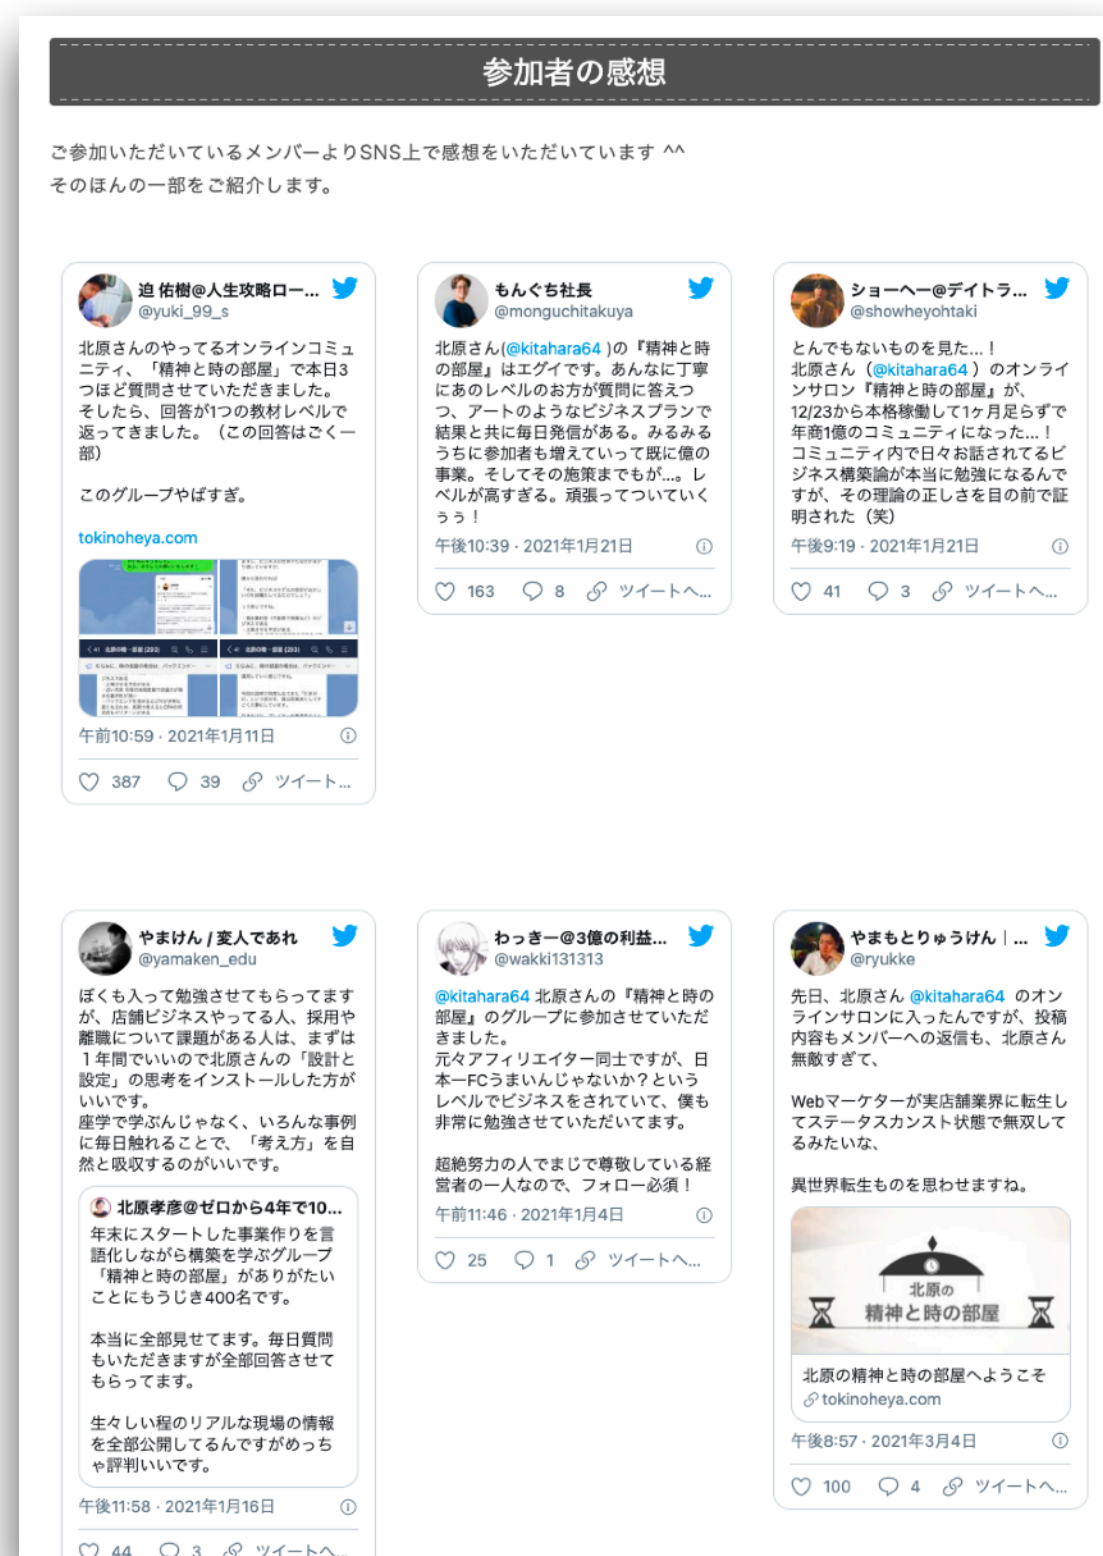 参加者の感想
ご参加いただいているメンバーよりSNS上で感想をいただいています ^^
そのほんの一部をご紹介します。
迫 佑樹@人生攻略ロー...
@yuki_99_s
北原さんのやってるオンラインコミュ
ニティ、「精神と時の部屋」で本日3
つほど質問させていただきました。
そしたら、回答が1つの教材レベルで
返ってきました。（この回答はごく一
部）
このグループやばすぎ。
tokinoheya.com
午前10:59 · 2021年1月11日
387 39 ツイート...
もんぐち社長
@monguchitakuya
北原さん(@kitahara64 )の『精神と時
の部屋』はエグイです。あんなに丁寧
にあのレベルのお方が質問に答えつ
つ、アートのようなビジネスプランで
結果と共に毎日発信がある。みるみる
うちに参加者も増えていって既に億の
事業。そしてその施策までもが...。レ
ベルが高すぎる。頑張ってついていく
ぅぅ！
午後10:39 · 2021年1月21日
163 8 ツイートへ...
ショーヘー@デイトラ...
@showheyohtaki
とんでもないものを見た...！
北原さん（@kitahara64 ）のオンライ
ンサロン『精神と時の部屋』が、
12/23から本格稼働して1ヶ月足らずで
年商1億のコミュニティになった...！
コミュニティ内で日々お話されてるビ
ジネス構築論が本当に勉強になるんで
すが、その理論の正しさを目の前で証
明された（笑）
午後9:19 · 2021年1月21日
41 3 ツイートへ...
やまけん / 変人であれ
@yamaken_edu
ぼくも入って勉強させてもらってます
が、店舗ビジネスやってる人、採用や
離職について課題がある人は、まずは
１年間でいいので北原さんの「設計と
設定」の思考をインストールした方が
いいです。
座学で学ぶんじゃなく、いろんな事例
に毎日触れることで、「考え方」を自
然と吸収するのがいいです。
北原孝彦@ゼロから4年で10...
年末にスタートした事業作りを言
語化しながら構築を学ぶグループ
「精神と時の部屋」がありがたい
ことにもうじき400名です。
本当に全部見せてます。毎日質問
もいただきますが全部回答させて
もらってます。
生々しい程のリアルな現場の情報
を全部公開してるんですがめっち
ゃ評判いいです。
午後11:58 · 2021年1月16日
44 3 ツイートへ...
わっきー@3億の利益...
@wakki131313
@kitahara64 北原さんの『精神と時の
部屋』のグループに参加させていただ
きました。
元々アフィリエイター同士ですが、日
本一FCうまいんじゃないか？という
レベルでビジネスをされていて、僕も
非常に勉強させていただいてます。
超絶努力の人でまじで尊敬している経
営者の一人なので、フォロー必須！
午前11:46 · 2021年1月4日
25 1 ツイートへ...
やまもとりゅうけん｜...
@ryukke
先日、北原さん @kitahara64 のオン
ラインサロンに入ったんですが、投稿
内容もメンバーへの返信も、北原さん
無敵すぎて、
Webマーケターが実店舗業界に転生し
てステータスカンスト状態で無双して
るみたいな、
異世界転生ものを思わせますね。
北原の
精神と時の部屋
北原の精神と時の部屋へようこそ
tokinoheya.com
午後8:57 · 2021年3月4日
100 4 ツイートへ...